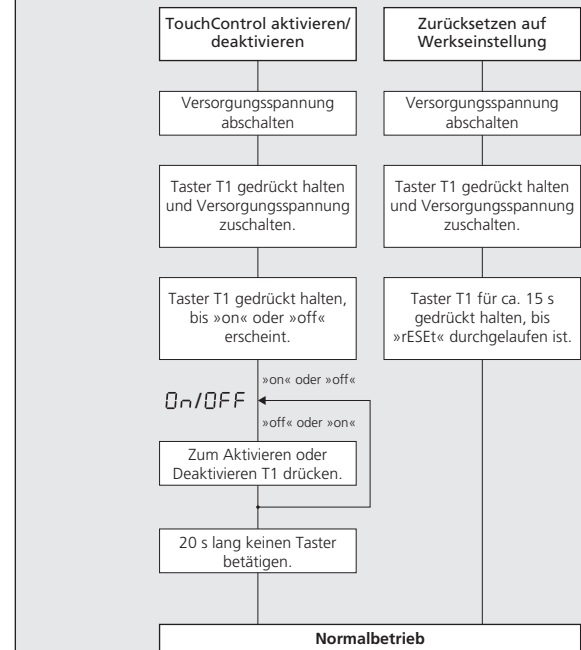 TouchControl aktivieren/
deaktivieren
Versorgungsspannung
abschalten
Taster T1 gedrückt halten
und Versorgungsspannung
zuschalten.
Taster T1 gedrückt halten,
bis »on« oder »off«
erscheint.
»on« oder »off«
On/OFF
»off« oder »on«
Zum Aktivieren oder
Deaktivieren T1 drücken.
20 s lang keinen Taster
betätigen.
Zurücksetzen auf
Werkseinstellung
Versorgungsspannung
abschalten
Taster T1 gedrückt halten
und Versorgungsspannung
zuschalten.
Taster T1 für ca. 15 s
gedrückt halten, bis
»rESEt« durchgelaufen ist.
Normalbetrieb